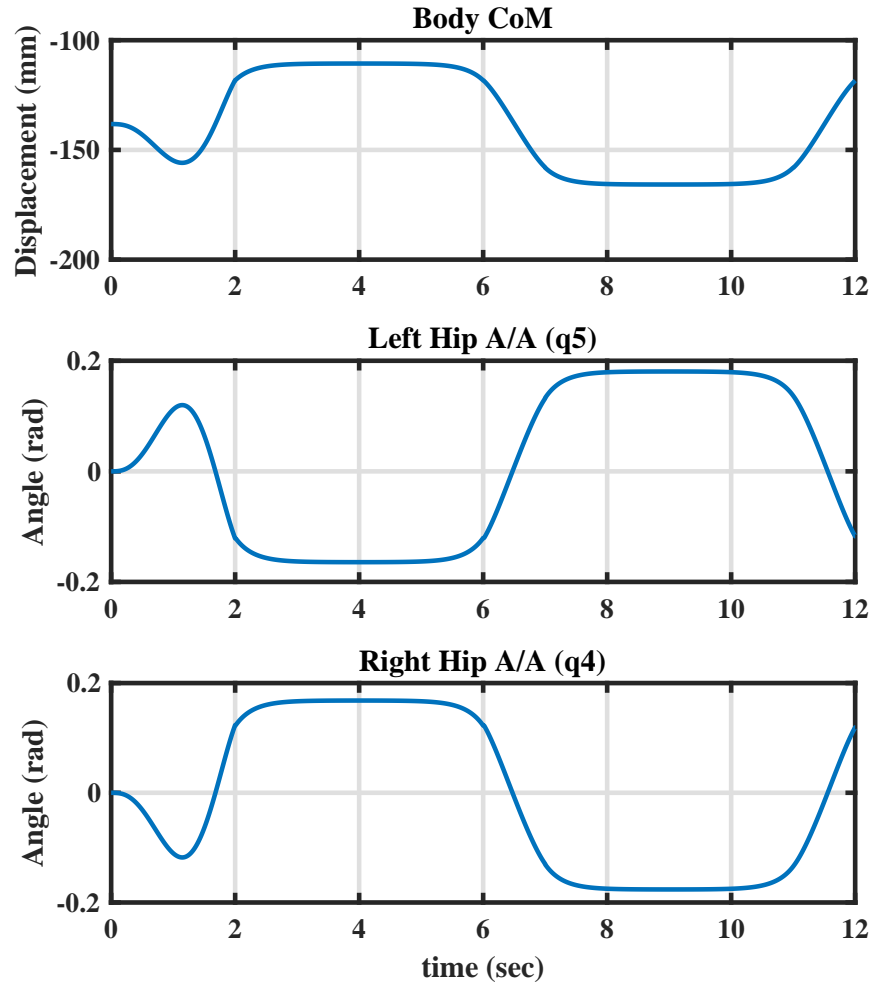 Body CoM
Displacement (mm)
-100
-150
-200
0 2 4 6 8 10 12
Left Hip A/A (q5)
Angle (rad)
0.2
0
-0.2
0 2 4 6 8 10 12
Right Hip A/A (q4)
Angle (rad)
0.2
0
-0.2
0 2 4 6 8 10 12
time (sec)